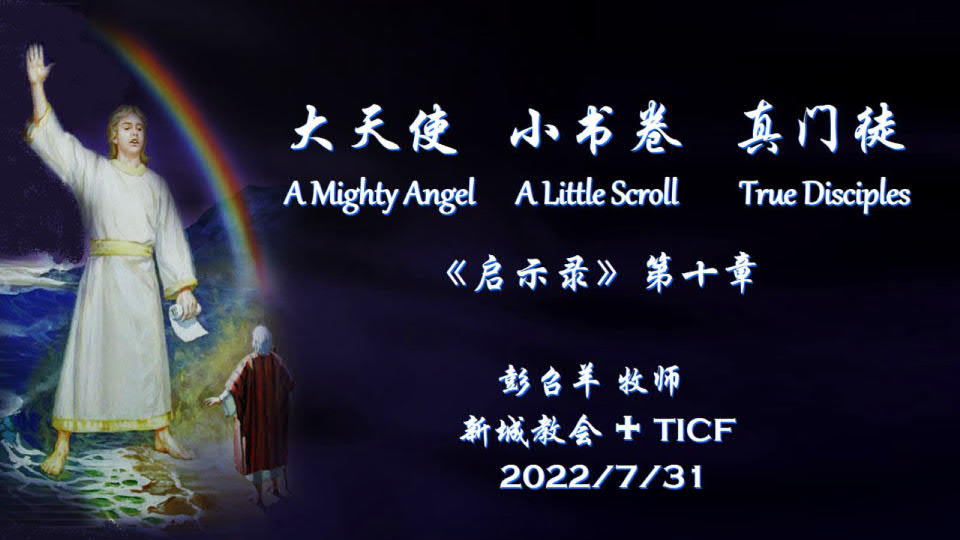 大天使 小书卷 真门徒
A Mighty Angel A Little Scroll True Disciples
《启示录》第十章
彭召羊 牧师
新城教会 ✝ TICF
2022/7/31